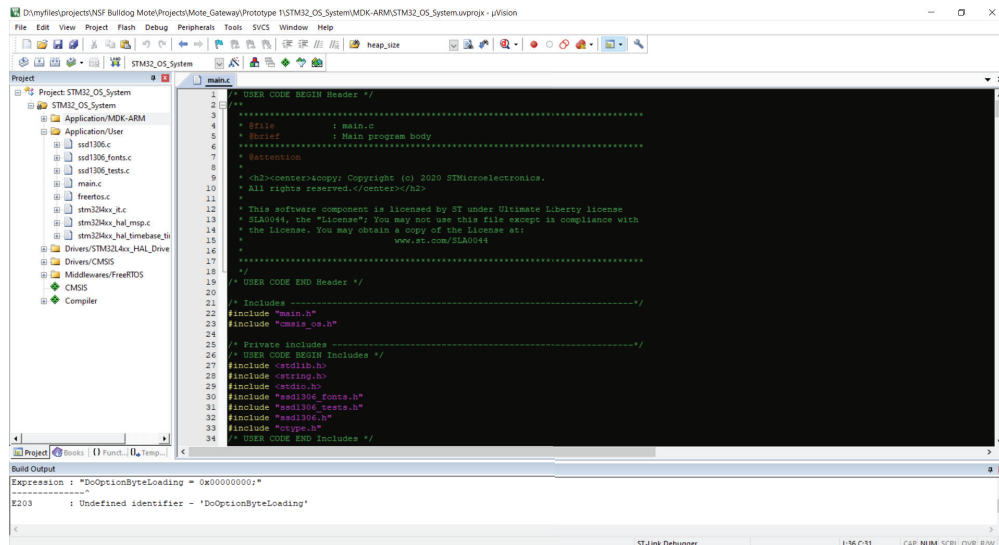 D:\myfiles\projects\NSF Bulldog Mote\Projects\Mote_Gateway\Prototype 1\STM32_OS_System\MDK-ARM\STM32_OS_System.uvprojx - µVision
File Edit View Project Flash Debug Peripherals Tools SVCS Window Help
heap_size
STM32_OS_System
Project
main.c
Project: STM32_OS_System
STM32_OS_System
Application/MDK-ARM
Application/User
ssd1306.c
ssd1306_fonts.c
ssd1306_tests.c
main.c
freertos.c
stm32l4xx_it.c
stm32l4xx_hal_msp.c
stm32l4xx_hal_timebase_tii
Drivers/STM32L4xx_HAL_Drive
Drivers/CMSIS
Middlewares/FreeRTOS
CMSIS
Compiler
Project Books {} Funct... Temp...
1 /* USER CODE BEGIN Header */
2 /**
3 ******************************************************************************
4 * @file : main.c
5 * @brief : Main program body
6 ******************************************************************************
7 * @attention
8 *
9 * <h2><center>&copy; Copyright (c) 2020 STMicroelectronics.
10 * All rights reserved.</center></h2>
11 *
12 * This software component is licensed by ST under Ultimate Liberty license
13 * SLA0044, the "License"; You may not use this file except in compliance with
14 * the License. You may obtain a copy of the License at:
15 * www.st.com/SLA0044
16 *
17 ******************************************************************************
18 */
19 /* USER CODE END Header */
20
21 /* Includes ------------------------------------------------------------------*/
22 #include "main.h"
23 #include "cmsis_os.h"
24
25 /* Private includes ----------------------------------------------------------*/
26 /* USER CODE BEGIN Includes */
27 #include <stdlib.h>
28 #include <string.h>
29 #include <stdio.h>
30 #include "ssd1306_fonts.h"
31 #include "ssd1306_tests.h"
32 #include "ssd1306.h"
33 #include "ctype.h"
34 /* USER CODE END Includes */
Build Output
Expression : "DoOptionByteLoading = 0x00000000;"
--------------^
E203 : Undefined identifier - 'DoOptionByteLoading'
ST-Link Debugger L:36 C:31 CAP NUM SCRL OVR R/W